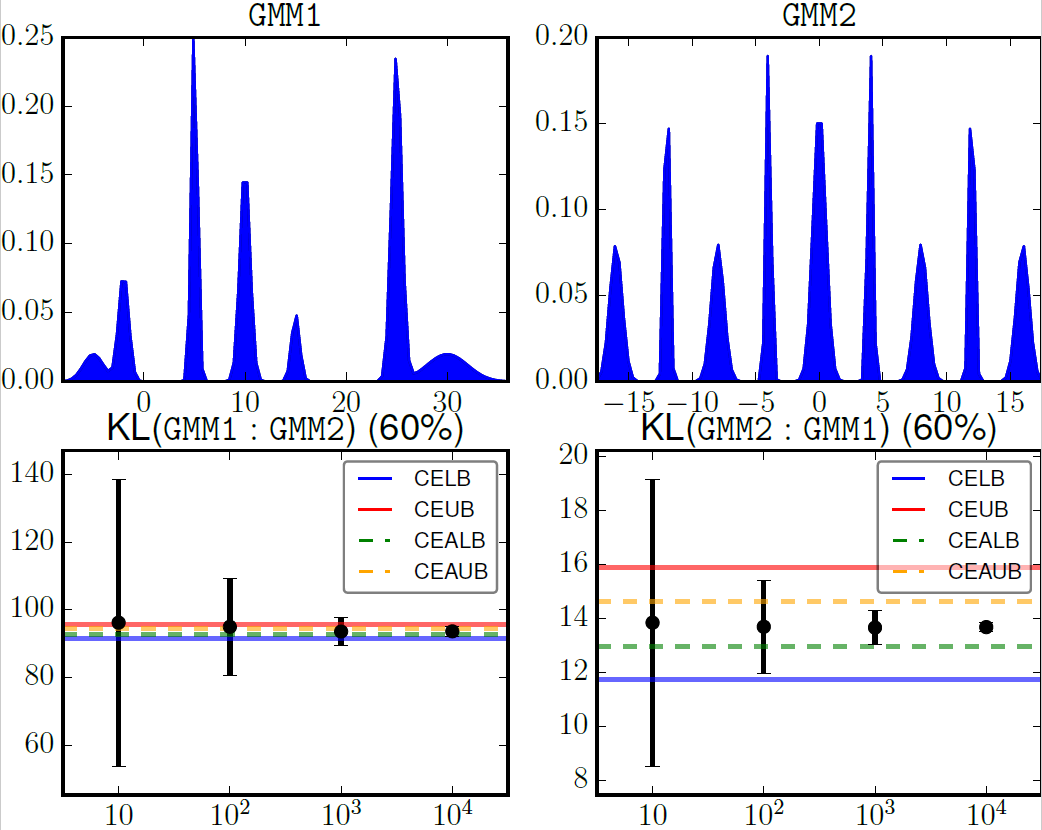 GMM1
0.25
0.20
0.15
0.10
0.05
0.00
0 10 20 30
GMM2
0.20
0.15
0.10
0.05
0.00
−15 −10 −5 0 5 10 15
KL(GMM1 : GMM2) (60%)
140
120
100
80
60
CELB
CEUB
CEALB
CEAUB
10 10² 10³ 10⁴
KL(GMM2 : GMM1) (60%)
20
18
16
14
12
10
8
CELB
CEUB
CEALB
CEAUB
10 10² 10³ 10⁴